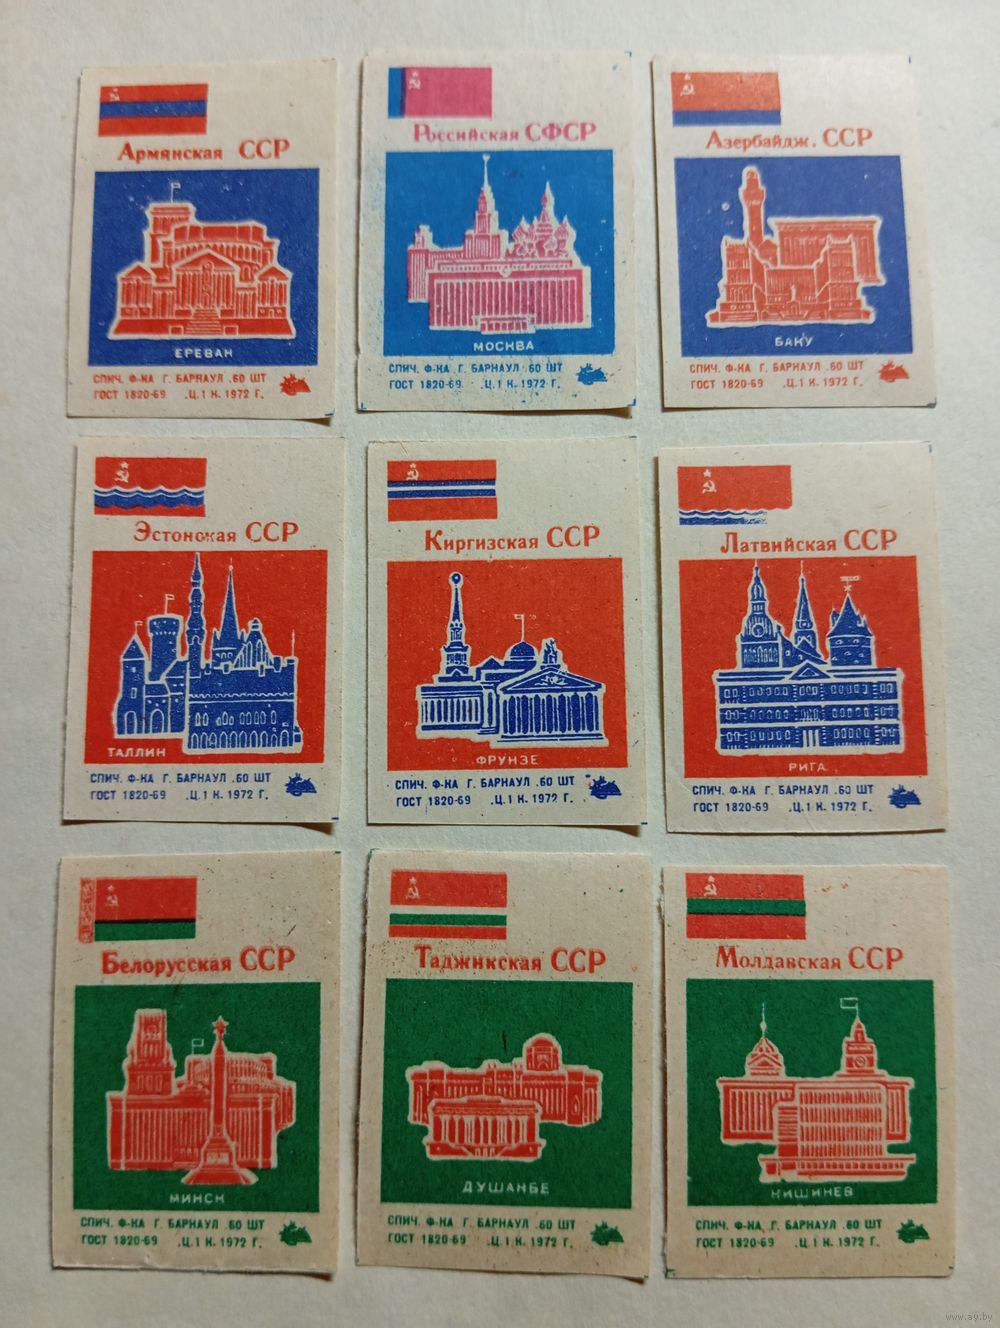 Армянская ССР
ЕРЕВАН
СПИЧ. Ф-КА Г. БАРНАУЛ .60 ШТ
ГОСТ 1820-69 .Ц.1 К. 1972 Г.
Российская СФСР
МОСКВА
СПИЧ. Ф-КА Г. БАРНАУЛ .60 ШТ
ГОСТ 1820-69 .Ц.1 К. 1972 Г.
Азербайдж. ССР
БАКУ
СПИЧ. Ф-КА Г. БАРНАУЛ .60 ШТ
ГОСТ 1820-69 .Ц.1 К. 1972 Г.
Эстонская ССР
ТАЛЛИН
СПИЧ. Ф-КА Г. БАРНАУЛ .60 ШТ
ГОСТ 1820-69 .Ц.1 К. 1972 Г.
Киргизская ССР
ФРУНЗЕ
СПИЧ. Ф-КА Г. БАРНАУЛ .60 ШТ
ГОСТ 1820-69 .Ц.1 К. 1972 Г.
Латвийская ССР
РИГА
СПИЧ. Ф-КА Г. БАРНАУЛ .60 ШТ
ГОСТ 1820-69 .Ц.1 К. 1972 Г.
Белорусская ССР
МИНСК
СПИЧ. Ф-КА Г. БАРНАУЛ .60 ШТ
ГОСТ 1820-69 .Ц.1 К. 1972 Г.
Таджикская ССР
ДУШАНБЕ
СПИЧ. Ф-КА Г. БАРНАУЛ .60 ШТ
ГОСТ 1820-69 .Ц.1 К. 1972 Г.
Молдавская ССР
КИШИНЕВ
СПИЧ. Ф-КА Г. БАРНАУЛ .60 ШТ
ГОСТ 1820-69 .Ц.1 К. 1972 Г.
www.ay.by